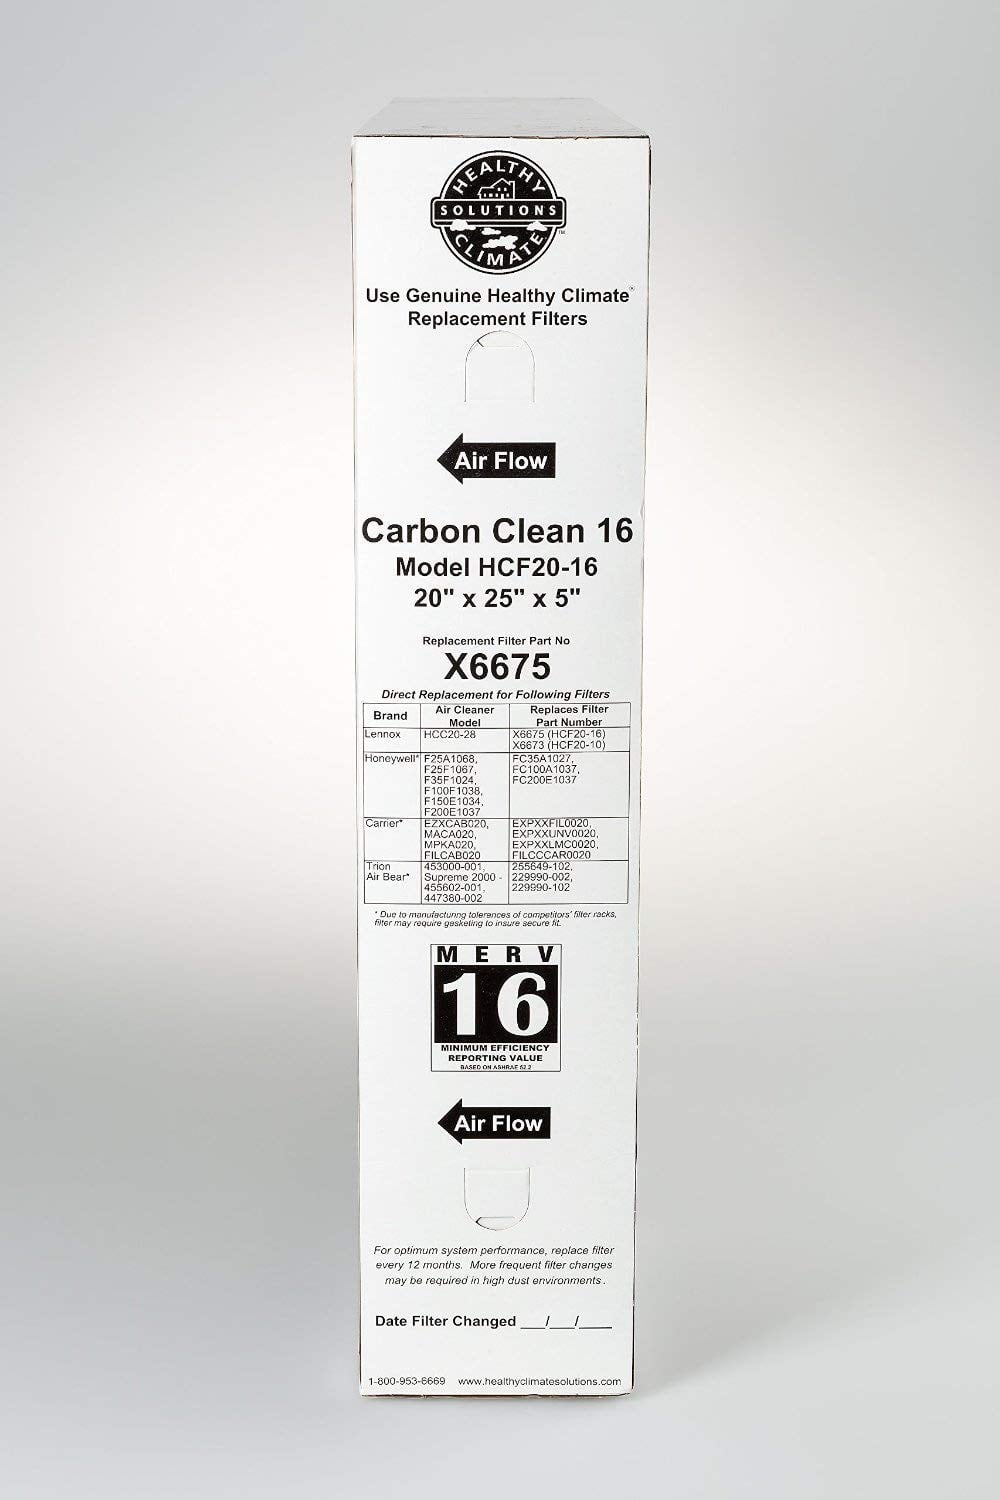 HEALTHY
SOLUTIONS
CLIMATE
™
Use Genuine Healthy Climate®
Replacement Filters
Air Flow
Carbon Clean 16
Model HCF20-16
20" x 25" x 5"
Replacement Filter Part No
X6675
Direct Replacement for Following Filters
Brand Air Cleaner Model Replaces Filter Part Number
Lennox HCC20-28 X6675 (HCF20-16)
X6673 (HCF20-10)
Honeywell* F25A1068, FC35A1027,
F25F1067, FC100A1037,
F35F1024, FC200E1037
F100F1038,
F150E1034,
F200E1037
Carrier* EZXCAB020, EXPXXFIL0020,
MACA020, EXPXXUNV0020,
MPKA020, EXPXXLMC0020,
FILCAB020 FILCCCAR0020
Trion 453000-001, 255649-102,
Air Bear* Supreme 2000 - 229990-002,
455602-001, 229990-102
447380-002
* Due to manufacturing tolerances of competitors' filter racks,
filter may require gasketing to insure secure fit.
MERV
16
MINIMUM EFFICIENCY
REPORTING VALUE
BASED ON ASHRAE 52.2
Air Flow
For optimum system performance, replace filter
every 12 months. More frequent filter changes
may be required in high dust environments.
Date Filter Changed ___/___/____
1-800-953-6669 www.healthyclimatesolutions.com